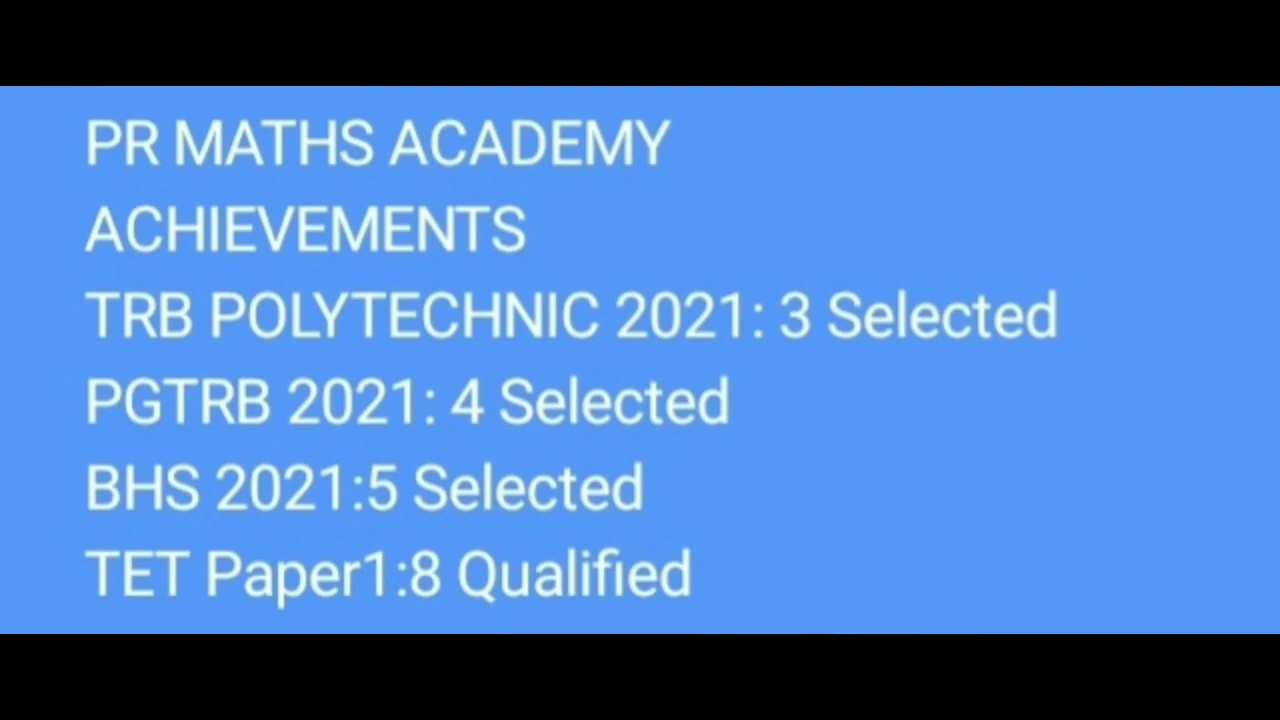 PR MATHS ACADEMY
ACHIEVEMENTS
TRB POLYTECHNIC 2021: 3 Selected
PGTRB 2021: 4 Selected
BHS 2021:5 Selected
TET Paper1:8 Qualified